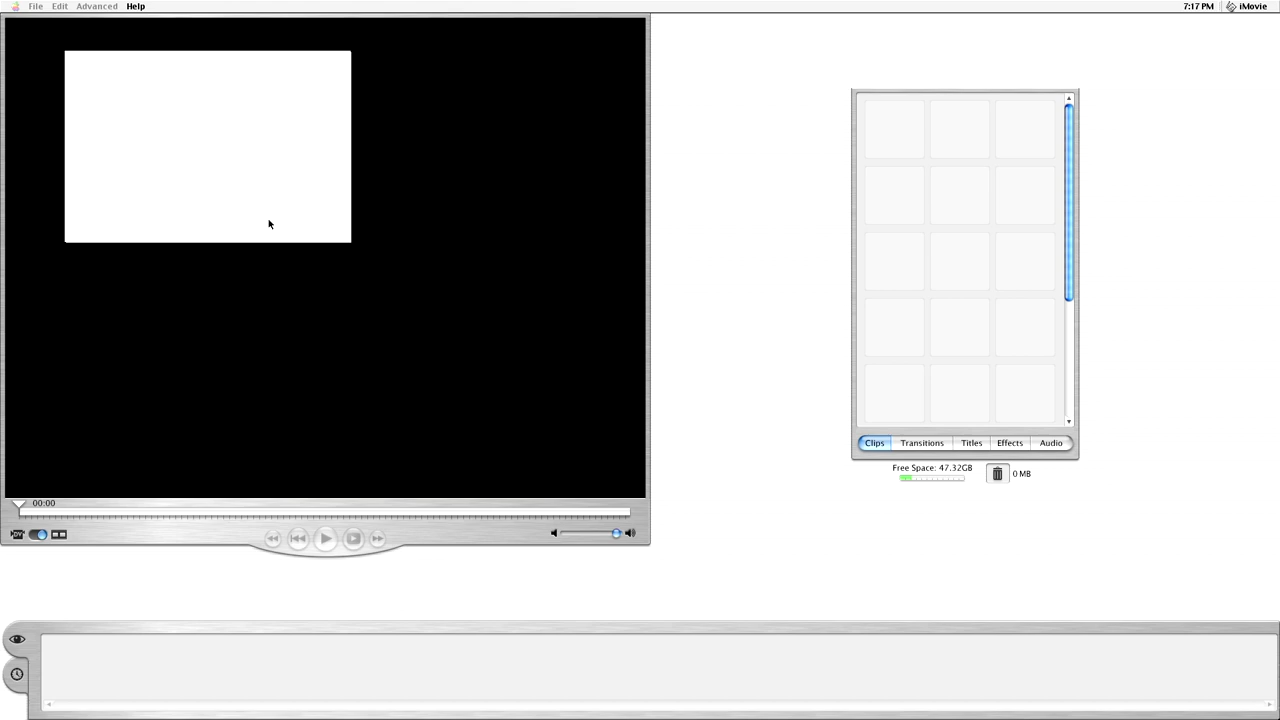 File Edit Advanced Help 7:17 PM iMovie
00:00
Clips Transitions Titles Effects Audio
Free Space: 47.32GB
0 MB